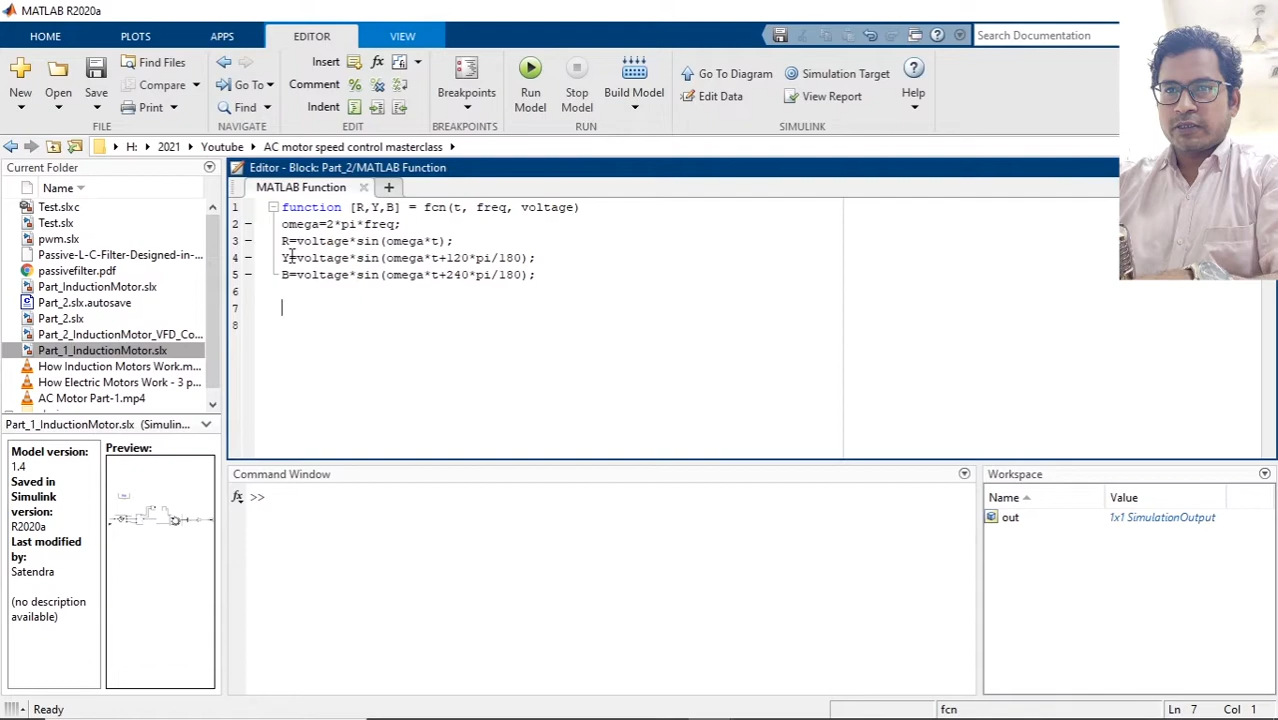 MATLAB R2020a
HOME PLOTS APPS EDITOR VIEW Search Documentation
New Open Save Find Files Compare Print
Go To Find
Insert fx Comment % Indent
Breakpoints
Run Model Stop Model Build Model
Go To Diagram Edit Data Simulation Target View Report
Help
FILE NAVIGATE EDIT BREAKPOINTS RUN SIMULINK
H: 2021 Youtube AC motor speed control masterclass
Current Folder
Name
Test.slxc
Test.slx
pwm.slx
Passive-L-C-Filter-Designed-in-...
passivefilter.pdf
Part_InductionMotor.slx
Part_2.slx.autosave
Part_2.slx
Part_2_InductionMotor_VFD_Co...
Part_1_InductionMotor.slx
How Induction Motors Work.m...
How Electric Motors Work - 3 p...
AC Motor Part-1.mp4
Part_1_InductionMotor.slx (Simulin...
Model version:
1.4
Saved in
Simulink
version:
R2020a
Last modified
by:
Satendra
(no description
available)
Preview:
Editor - Block: Part_2/MATLAB Function
MATLAB Function
1 function [R,Y,B] = fcn(t, freq, voltage)
2 omega=2*pi*freq;
3 R=voltage*sin(omega*t);
4 Y=voltage*sin(omega*t+120*pi/180);
5 B=voltage*sin(omega*t+240*pi/180);
6
7
8
Command Window
fx >>
Workspace
Name Value
out 1x1 SimulationOutput
Ready fcn Ln 7 Col 1